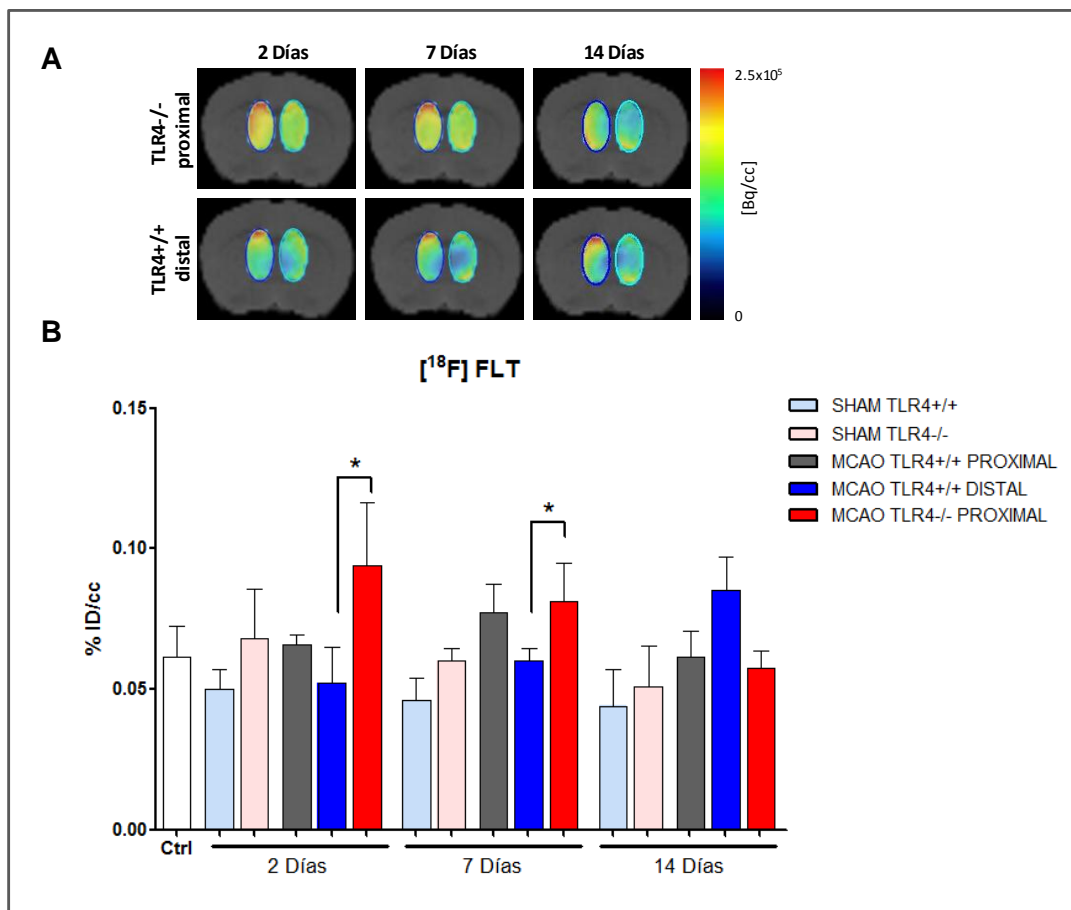 A
2 Días 7 Días 14 Días
TLR4-/-
proximal
TLR4+/+
distal
2.5x10⁵
[Bq/cc]
0
B
[¹⁸F] FLT
0.15
0.10
0.05
0.00
% ID/cc
*
*
SHAM TLR4+/+
SHAM TLR4-/-
MCAO TLR4+/+ PROXIMAL
MCAO TLR4+/+ DISTAL
MCAO TLR4-/- PROXIMAL
Ctrl
2 Días 7 Días 14 Días